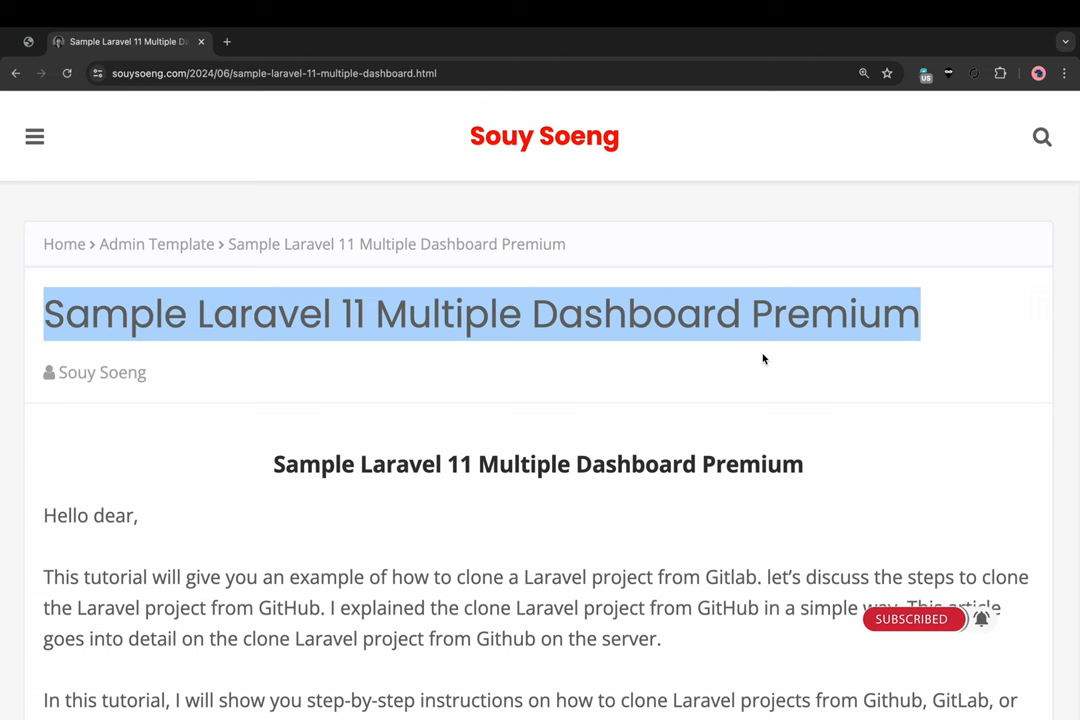 Sample Laravel 11 Multiple Da
souysoeng.com/2024/06/sample-laravel-11-multiple-dashboard.html
US
Souy Soeng
Home › Admin Template › Sample Laravel 11 Multiple Dashboard Premium
Sample Laravel 11 Multiple Dashboard Premium
Souy Soeng
Sample Laravel 11 Multiple Dashboard Premium
Hello dear,
This tutorial will give you an example of how to clone a Laravel project from Gitlab. let’s discuss the steps to clone
the Laravel project from GitHub. I explained the clone Laravel project from GitHub in a simple way. This article
goes into detail on the clone Laravel project from Github on the server.
SUBSCRIBED
In this tutorial, I will show you step-by-step instructions on how to clone Laravel projects from Github, GitLab, or